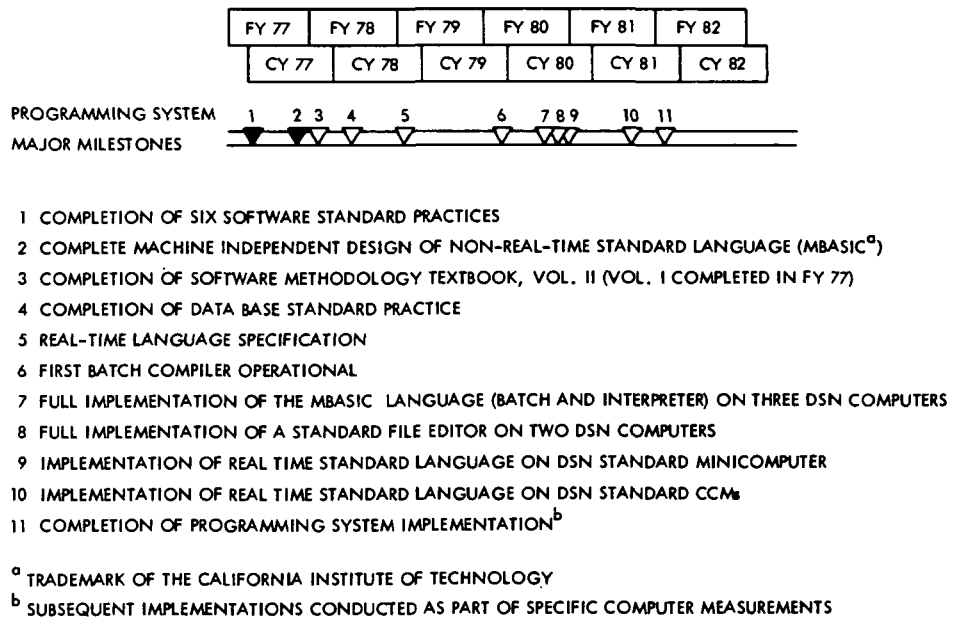 FY 77 FY 78 FY 79 FY 80 FY 81 FY 82
CY 77 CY 78 CY 79 CY 80 CY 81 CY 82
PROGRAMMING SYSTEM 1 2 3 4 5 6 7 8 9 10 11
MAJOR MILESTONES
1 COMPLETION OF SIX SOFTWARE STANDARD PRACTICES
2 COMPLETE MACHINE INDEPENDENT DESIGN OF NON-REAL-TIME STANDARD LANGUAGE (MBASICa)
3 COMPLETION OF SOFTWARE METHODOLOGY TEXTBOOK, VOL. II (VOL. I COMPLETED IN FY 77)
4 COMPLETION OF DATA BASE STANDARD PRACTICE
5 REAL-TIME LANGUAGE SPECIFICATION
6 FIRST BATCH COMPILER OPERATIONAL
7 FULL IMPLEMENTATION OF THE MBASIC LANGUAGE (BATCH AND INTERPRETER) ON THREE DSN COMPUTERS
8 FULL IMPLEMENTATION OF A STANDARD FILE EDITOR ON TWO DSN COMPUTERS
9 IMPLEMENTATION OF REAL TIME STANDARD LANGUAGE ON DSN STANDARD MINICOMPUTER
10 IMPLEMENTATION OF REAL TIME STANDARD LANGUAGE ON DSN STANDARD CCMs
11 COMPLETION OF PROGRAMMING SYSTEM IMPLEMENTATIONb
a TRADEMARK OF THE CALIFORNIA INSTITUTE OF TECHNOLOGY
b SUBSEQUENT IMPLEMENTATIONS CONDUCTED AS PART OF SPECIFIC COMPUTER MEASUREMENTS